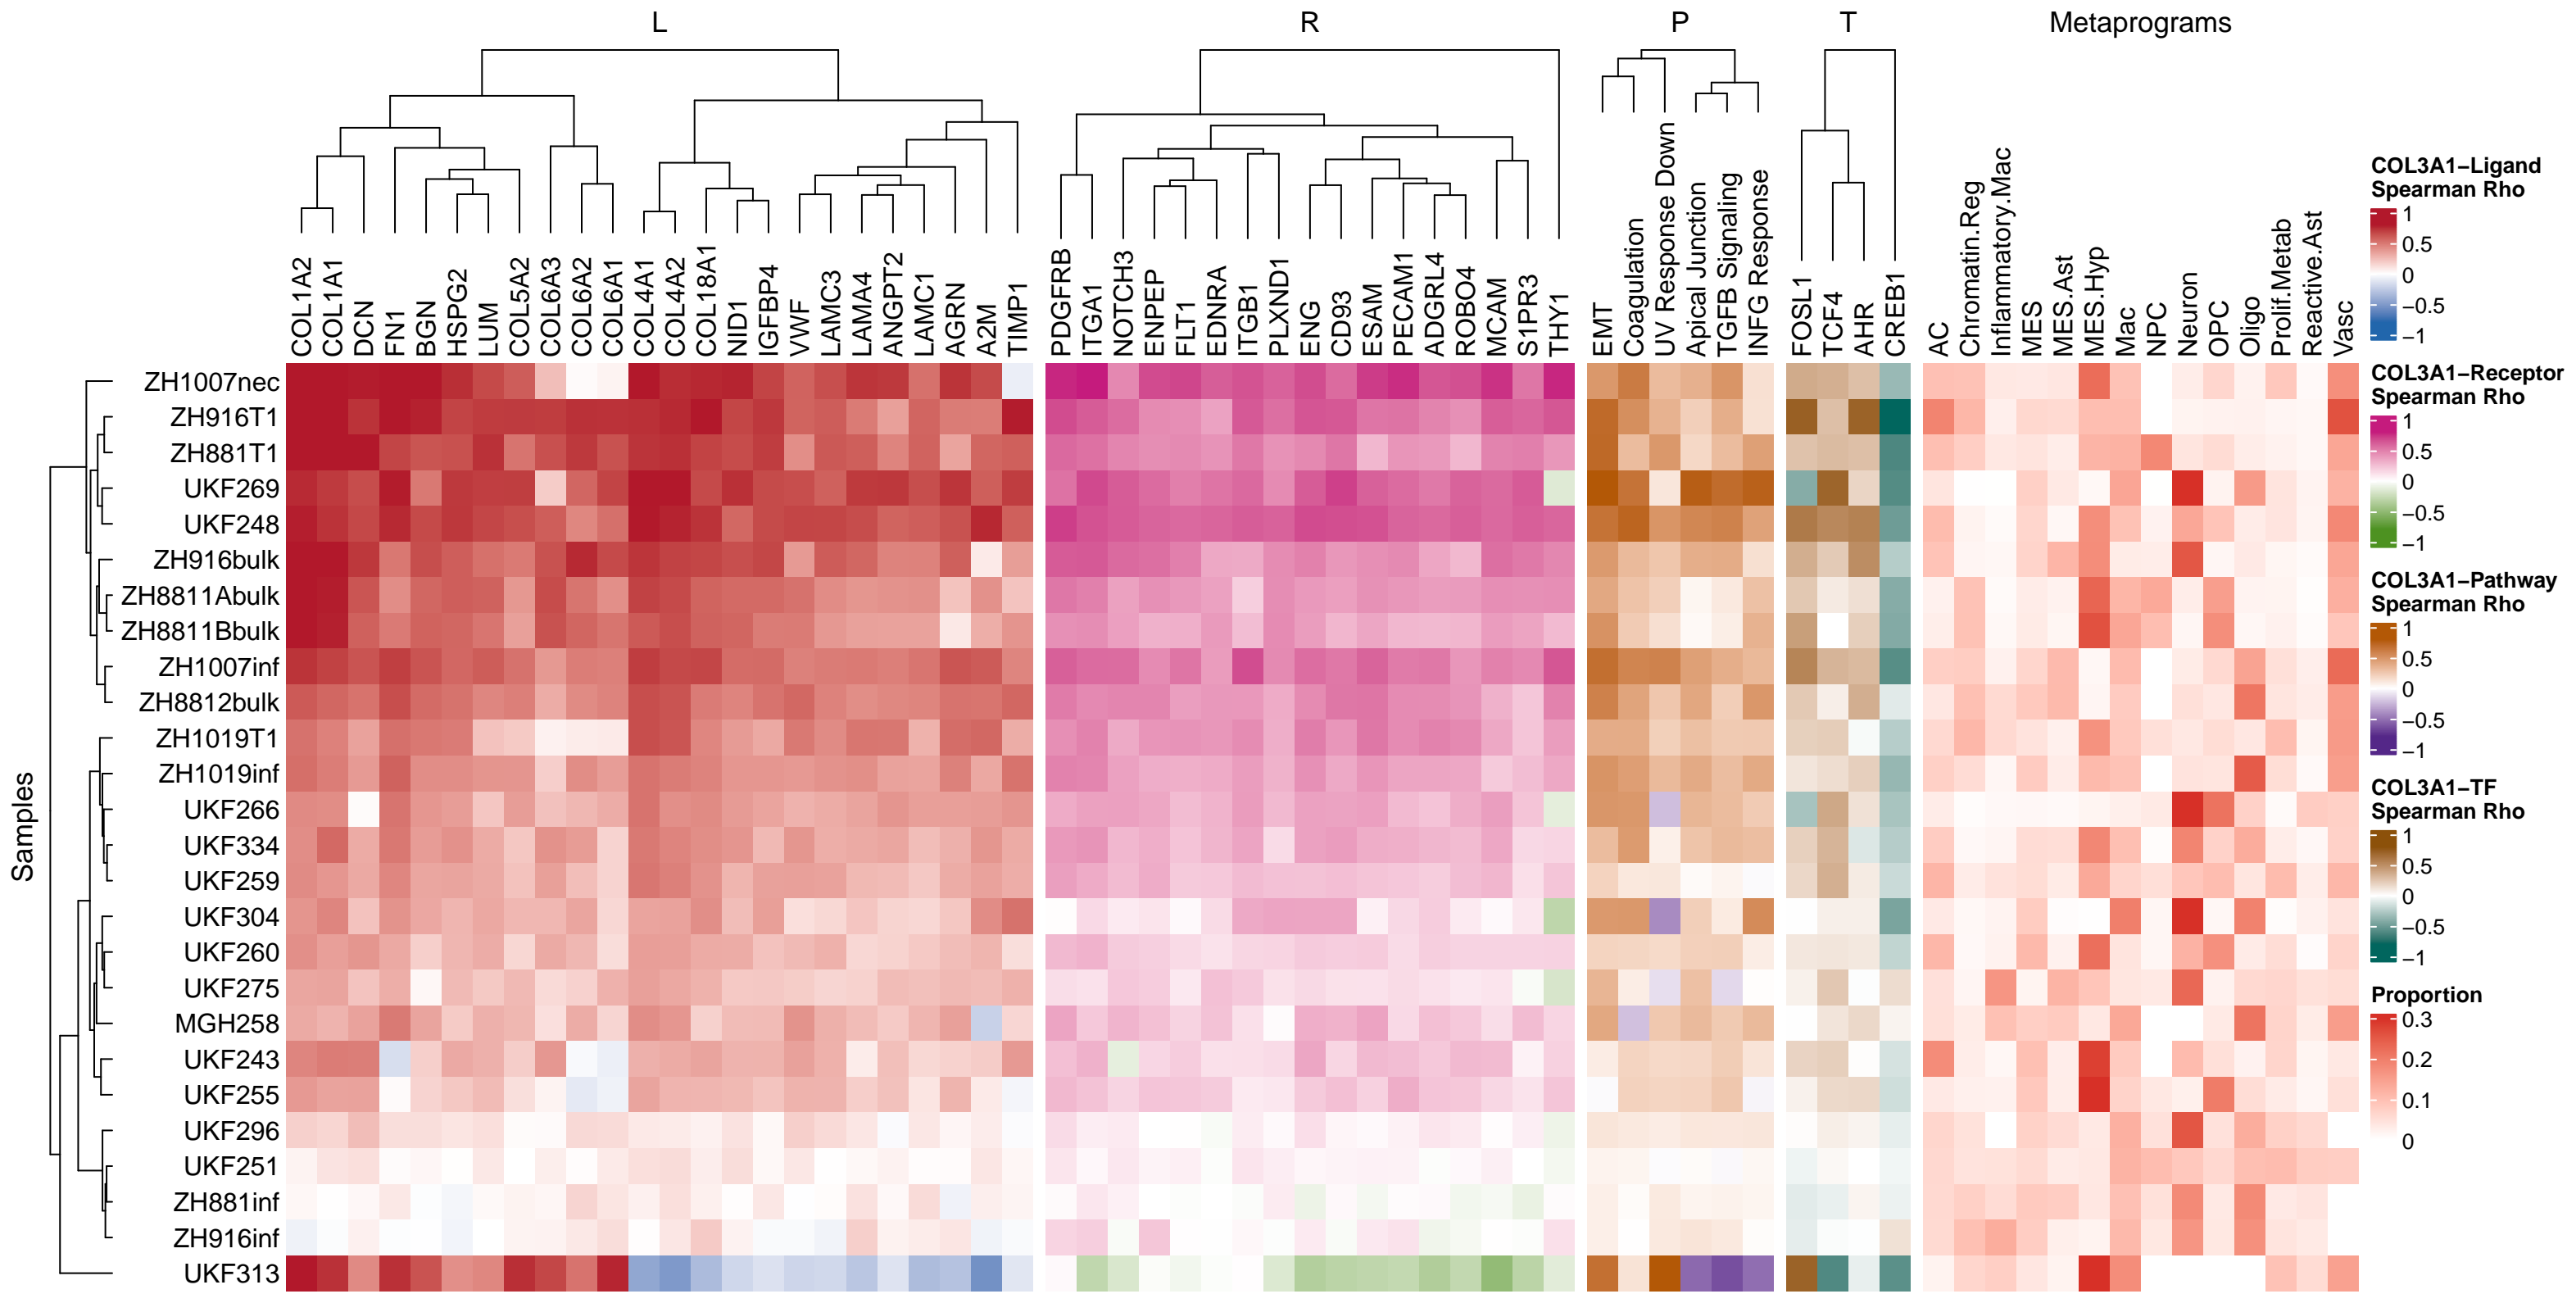 L R P T Metaprograms
COL1A2 COL1A1 DCN FN1 BGN HSPG2 LUM COL5A2 COL6A3 COL6A2 COL6A1 COL4A1 COL4A2 COL18A1 NID1 IGFBP4 VWF LAMC3 LAMA4 ANGPT2 LAMC1 AGRN A2M TIMP1
PDGFRB ITGA1 NOTCH3 ENPEP FLT1 EDNRA ITGB1 PLXND1 ENG CD93 ESAM PECAM1 ADGRL4 ROBO4 MCAM S1PR3 THY1
EMT Coagulation UV Response Down Apical Junction TGFB Signaling INFG Response
FOSL1 TCF4 AHR CREB1
AC Chromatin.Reg Inflammatory.Mac MES MES.Ast MES.Hyp Mac NPC Neuron OPC Oligo Prolif.Metab Reactive.Ast Vasc
Samples
ZH1007nec
ZH916T1
ZH881T1
UKF269
UKF248
ZH916bulk
ZH8811Abulk
ZH8811Bbulk
ZH1007inf
ZH8812bulk
ZH1019T1
ZH1019inf
UKF266
UKF334
UKF259
UKF304
UKF260
UKF275
MGH258
UKF243
UKF255
UKF296
UKF251
ZH881inf
ZH916inf
UKF313
COL3A1−Ligand
Spearman Rho
1
0.5
0
−0.5
−1
COL3A1−Receptor
Spearman Rho
1
0.5
0
−0.5
−1
COL3A1−Pathway
Spearman Rho
1
0.5
0
−0.5
−1
COL3A1−TF
Spearman Rho
1
0.5
0
−0.5
−1
Proportion
0.3
0.2
0.1
0